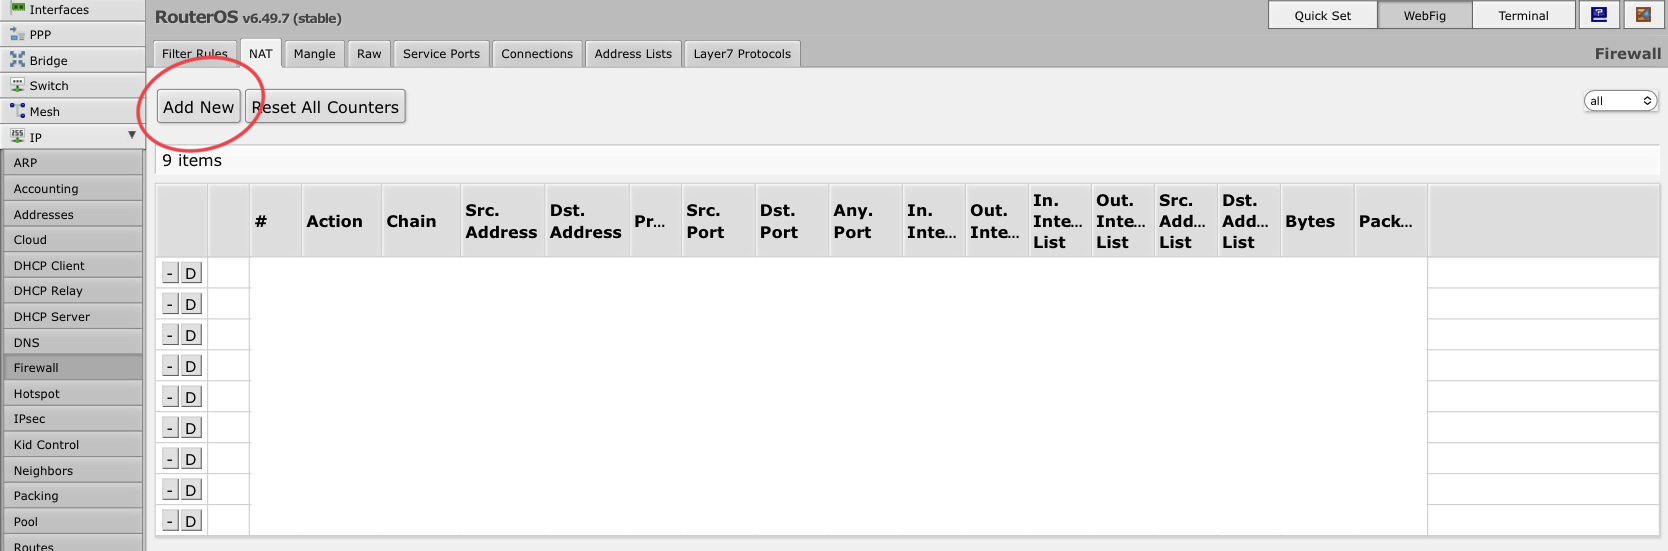 Interfaces
PPP
Bridge
Switch
Mesh
IP
ARP
Accounting
Addresses
Cloud
DHCP Client
DHCP Relay
DHCP Server
DNS
Firewall
Hotspot
IPsec
Kid Control
Neighbors
Packing
Pool
Routes
RouterOS v6.49.7 (stable)
Quick Set WebFig Terminal
Filter Rules NAT Mangle Raw Service Ports Connections Address Lists Layer7 Protocols Firewall
Add New Reset All Counters all
9 items
# Action Chain Src. Address Dst. Address Pr... Src. Port Dst. Port Any. Port In. Inte... Out. Inte... In. Inte... List Out. Inte... List Src. Add... List Dst. Add... List Bytes Pack...
- D
- D
- D
- D
- D
- D
- D
- D
- D